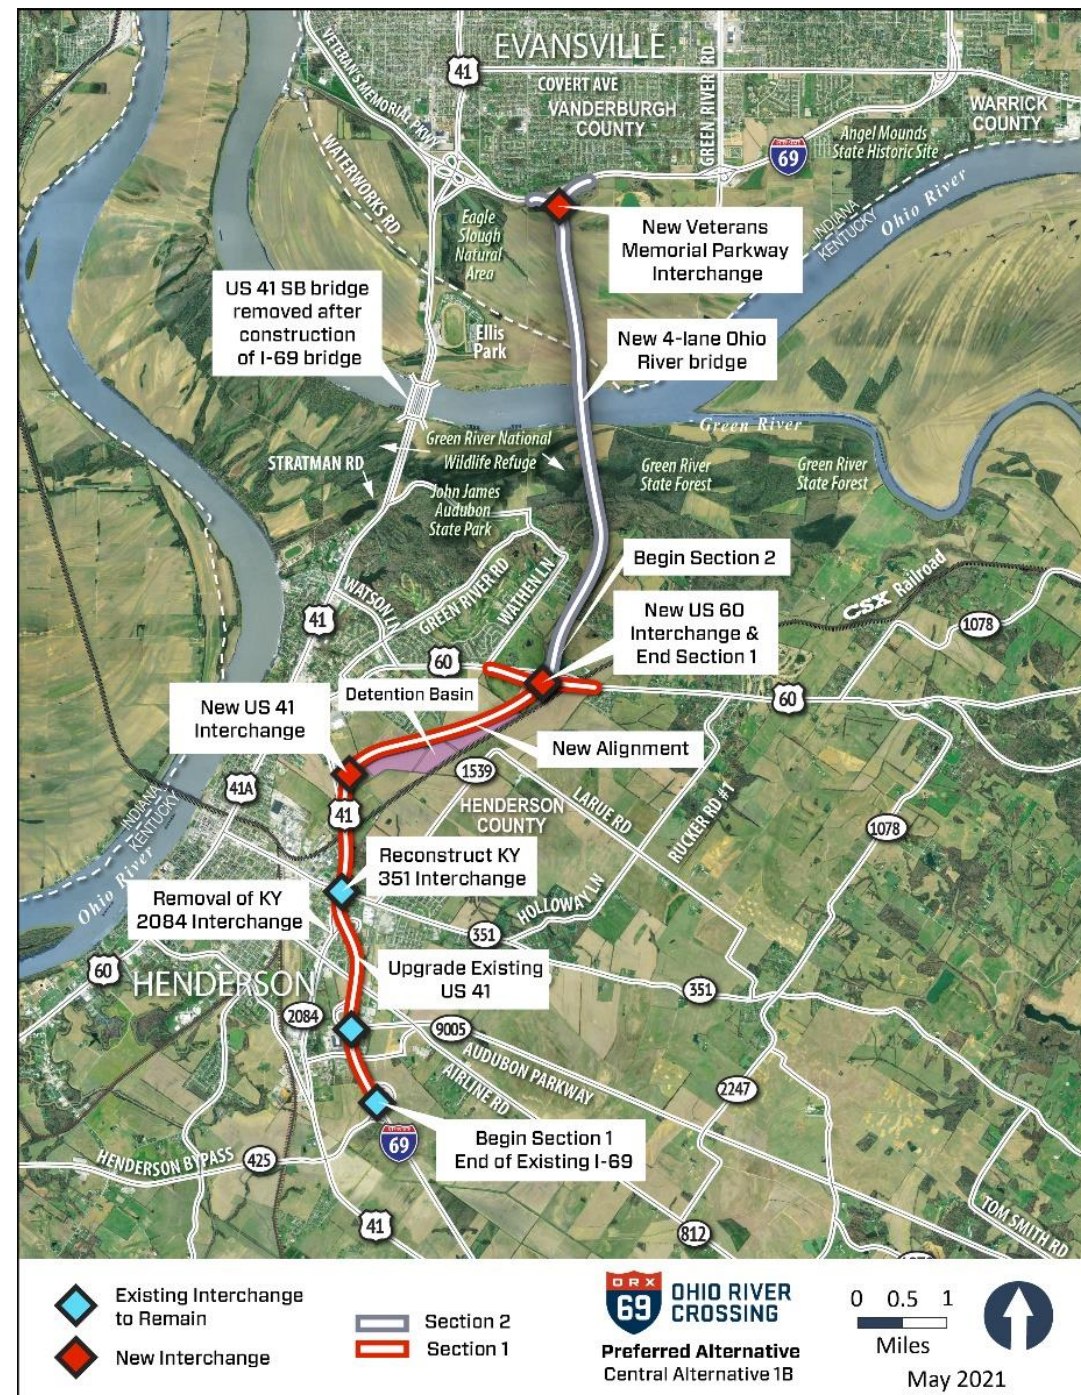 EVANSVILLE
41
COVERT AVE
VETERAN'S MEMORIAL PKWY
VANDERBURGH
COUNTY
GREEN RIVER RD
WARRICK
COUNTY
Angel Mounds
State Historic Site
69
WATERWORKS RD
INDIANA
KENTUCKY
Ohio River
Eagle
Slough
Natural
Area
New Veterans
Memorial Parkway
Interchange
US 41 SB bridge
removed after
construction
of I-69 bridge
Ellis
Park
New 4-lane Ohio
River bridge
Green River
Green River National
Wildlife Refuge
STRATMAN RD
Green River
State Forest
Green River
State Forest
John James
Audubon
State Park
Begin Section 2
WATSON LN
GREEN RIVER RD
WATHEN LN
CSX Railroad
41
New US 60
Interchange &
End Section 1
1078
60
Detention Basin
60
New US 41
Interchange
New Alignment
1539
41A
41
HENDERSON
COUNTY
LARUE RD
RUCKER RD #1
1078
INDIANA
KENTUCKY
Ohio River
Reconstruct KY
351 Interchange
Removal of KY
2084 Interchange
HOLLOWAY LN
351
60
HENDERSON
Upgrade Existing
US 41
351
2084
9005
AUDUBON PARKWAY
AIRLINE RD
2247
69
Begin Section 1
End of Existing I-69
HENDERSON BYPASS
425
41
812
TOM SMITH RD
Existing Interchange
to Remain
New Interchange
Section 2
Section 1
ORX
69
OHIO RIVER
CROSSING
Preferred Alternative
Central Alternative 1B
0 0.5 1
Miles
May 2021